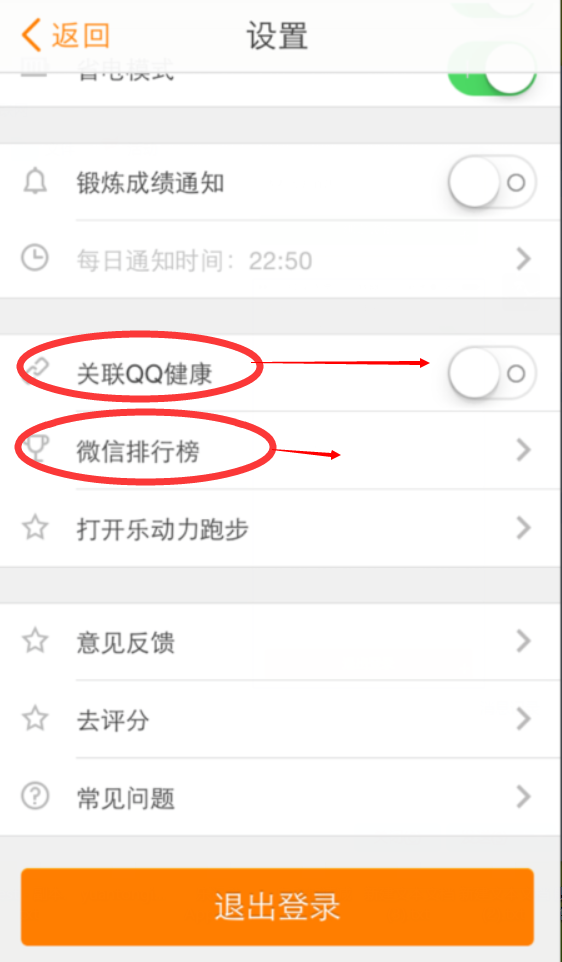 返回
设置
省电模式
锻炼成绩通知
每日通知时间：22:50
关联QQ健康
微信排行榜
打开乐动力跑步
意见反馈
去评分
常见问题
退出登录